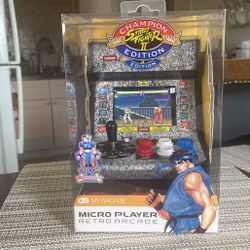 CHAMPION
STREET
FIGHTER
II
EDITION
MY ARCADE
MICRO PLAYER
RETRO ARCADE